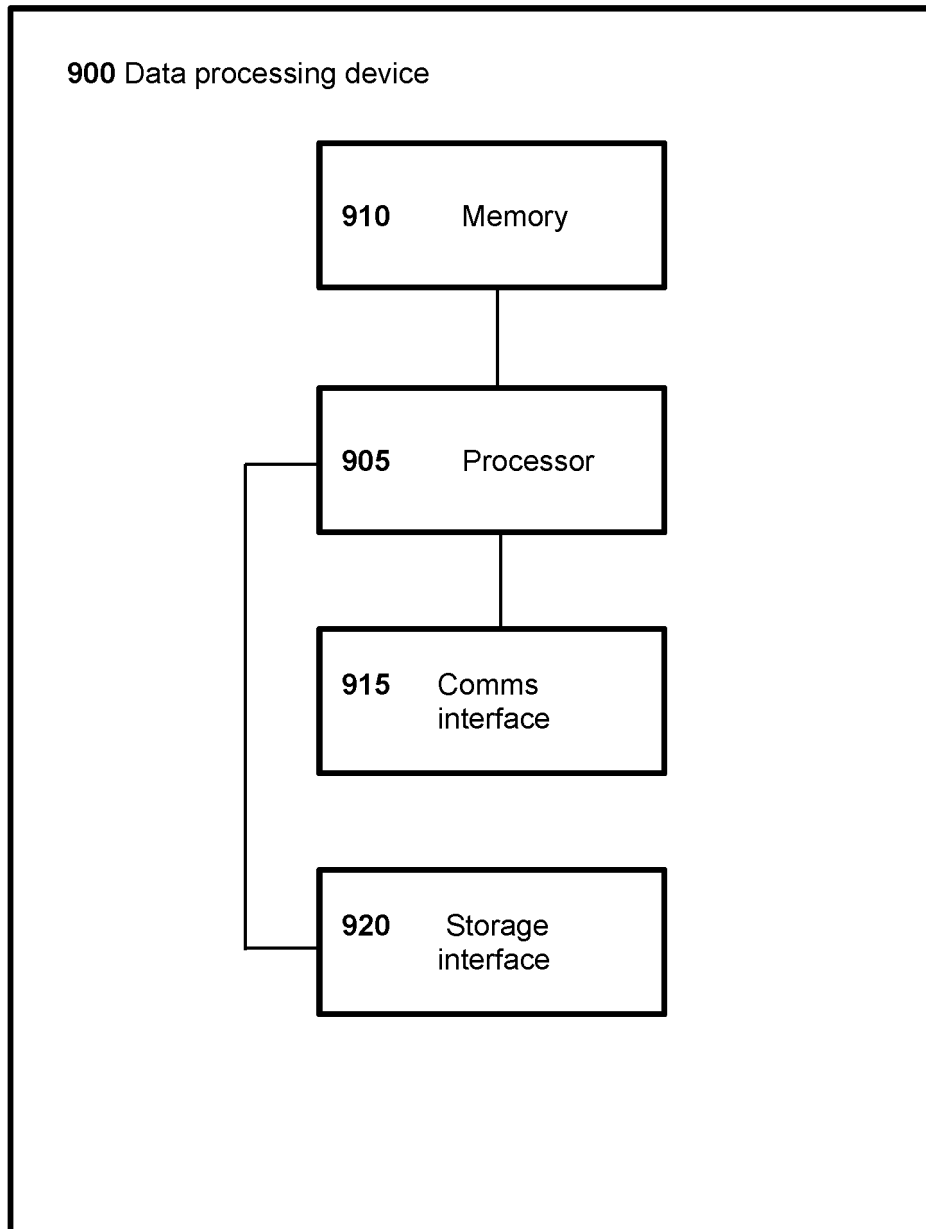 900 Data processing device
910 Memory
905 Processor
915 Comms
interface
920 Storage
interface